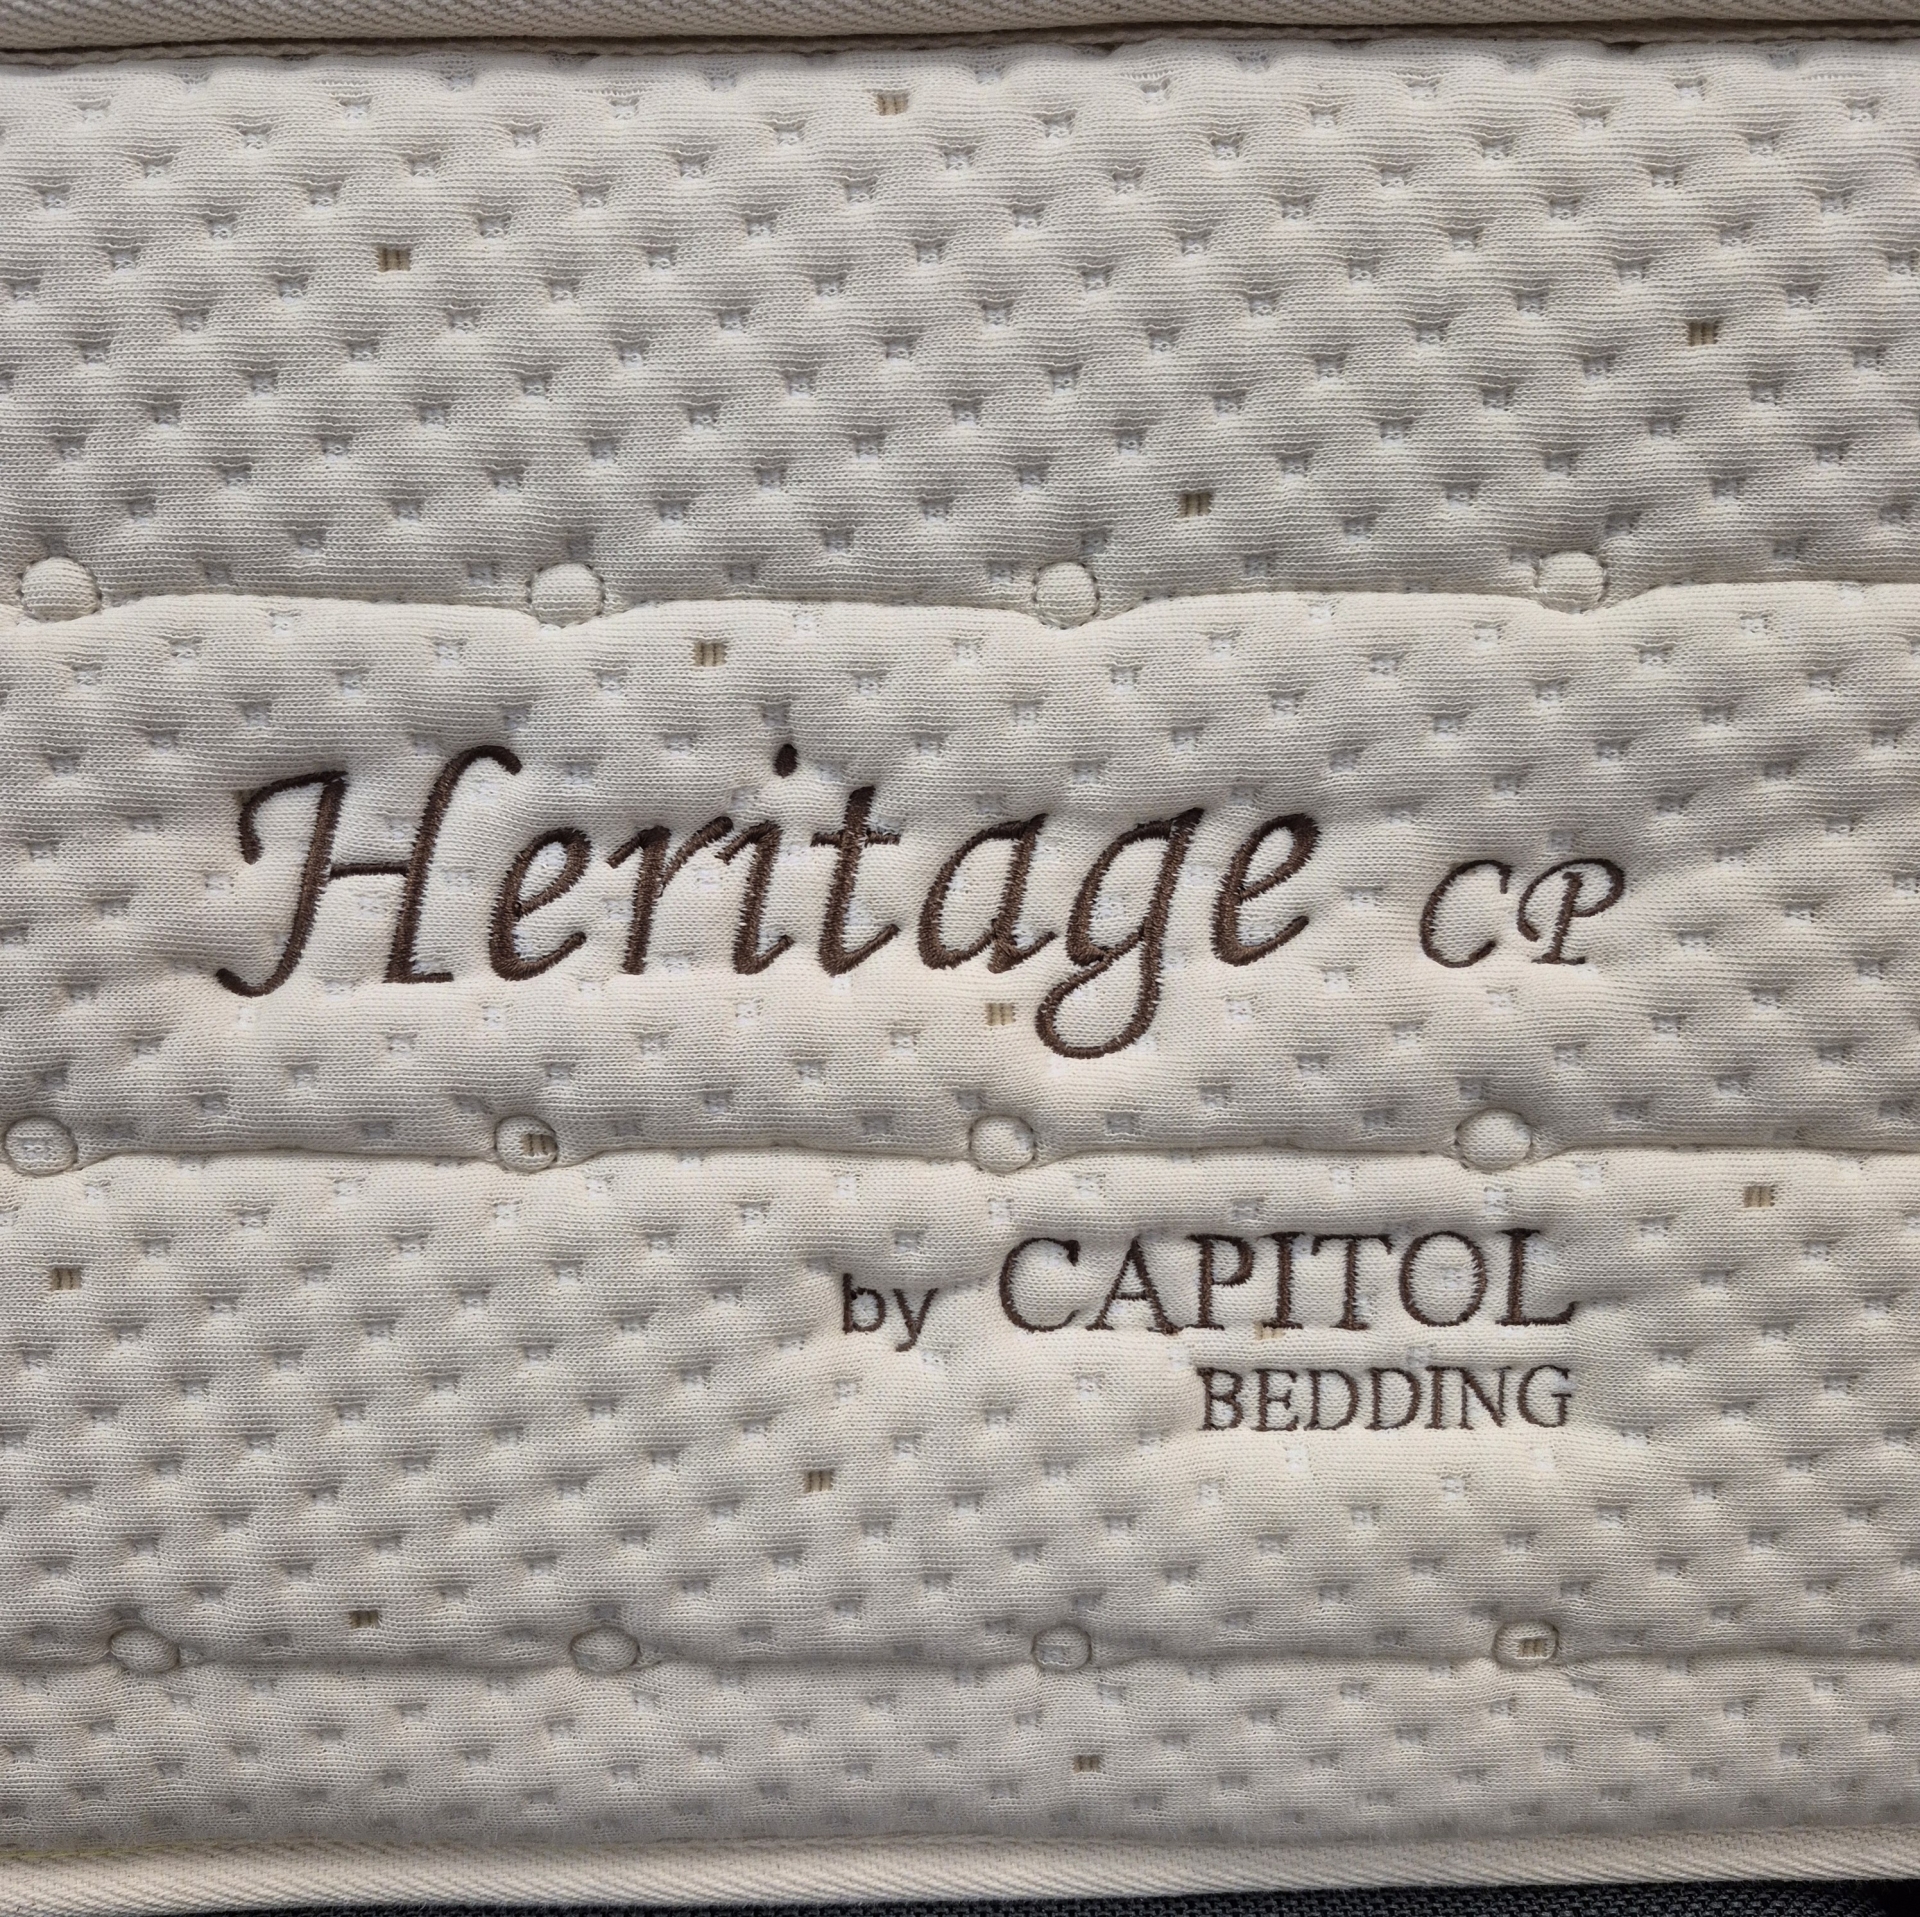 Heritage CP
by CAPITOL
BEDDING